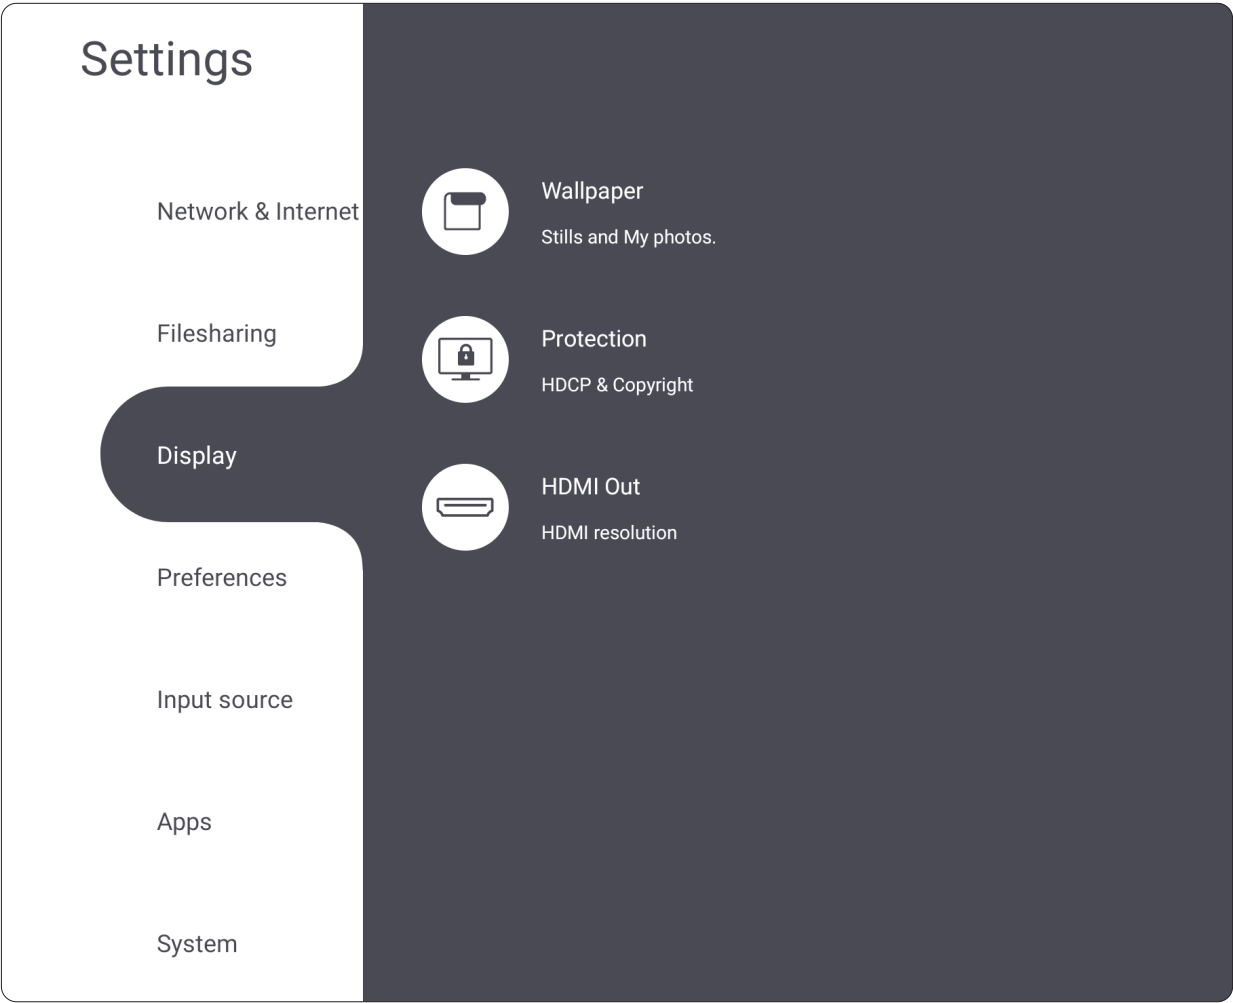 Settings
Network & Internet
Filesharing
Display
Preferences
Input source
Apps
System
Wallpaper
Stills and My photos.
Protection
HDCP & Copyright
HDMI Out
HDMI resolution